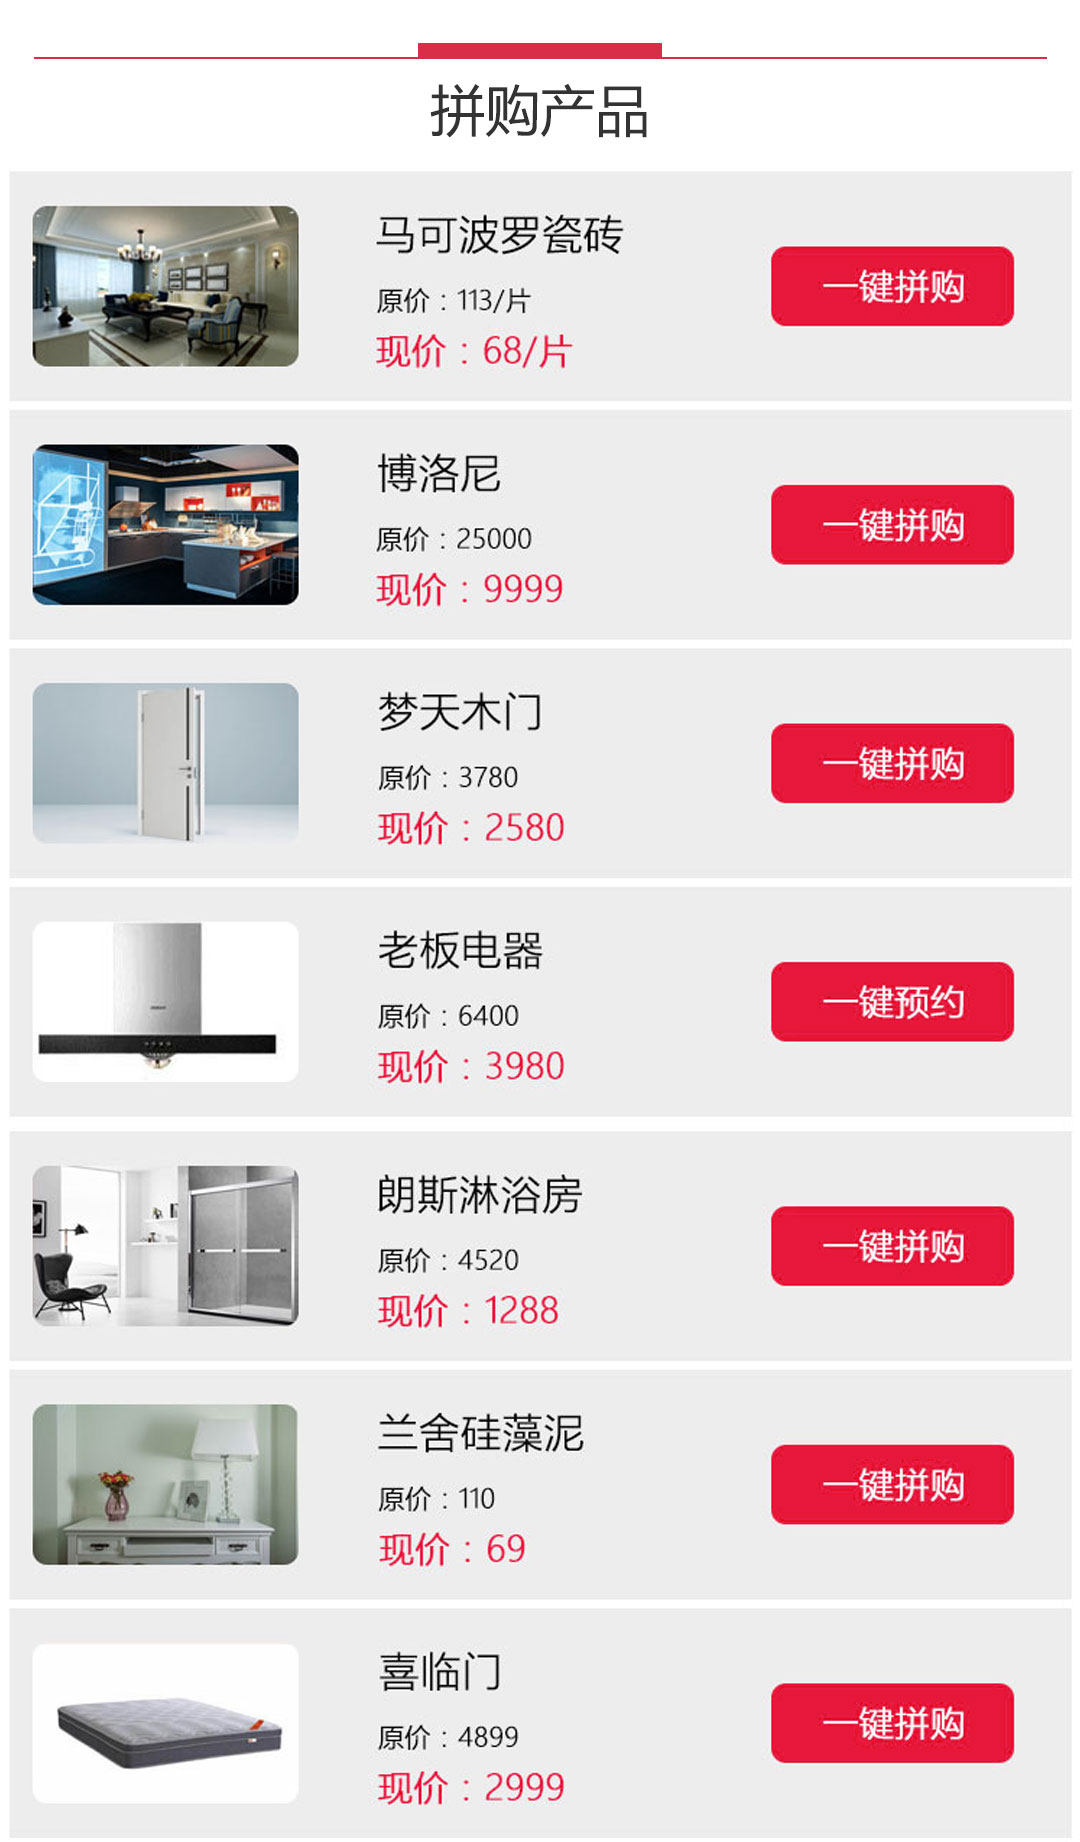 拼购产品
马可波罗瓷砖
原价：113/片
现价：68/片
一键拼购
博洛尼
原价：25000
现价：9999
一键拼购
梦天木门
原价：3780
现价：2580
一键拼购
老板电器
原价：6400
现价：3980
一键预约
朗斯淋浴房
原价：4520
现价：1288
一键拼购
兰舍硅藻泥
原价：110
现价：69
一键拼购
喜临门
原价：4899
现价：2999
一键拼购